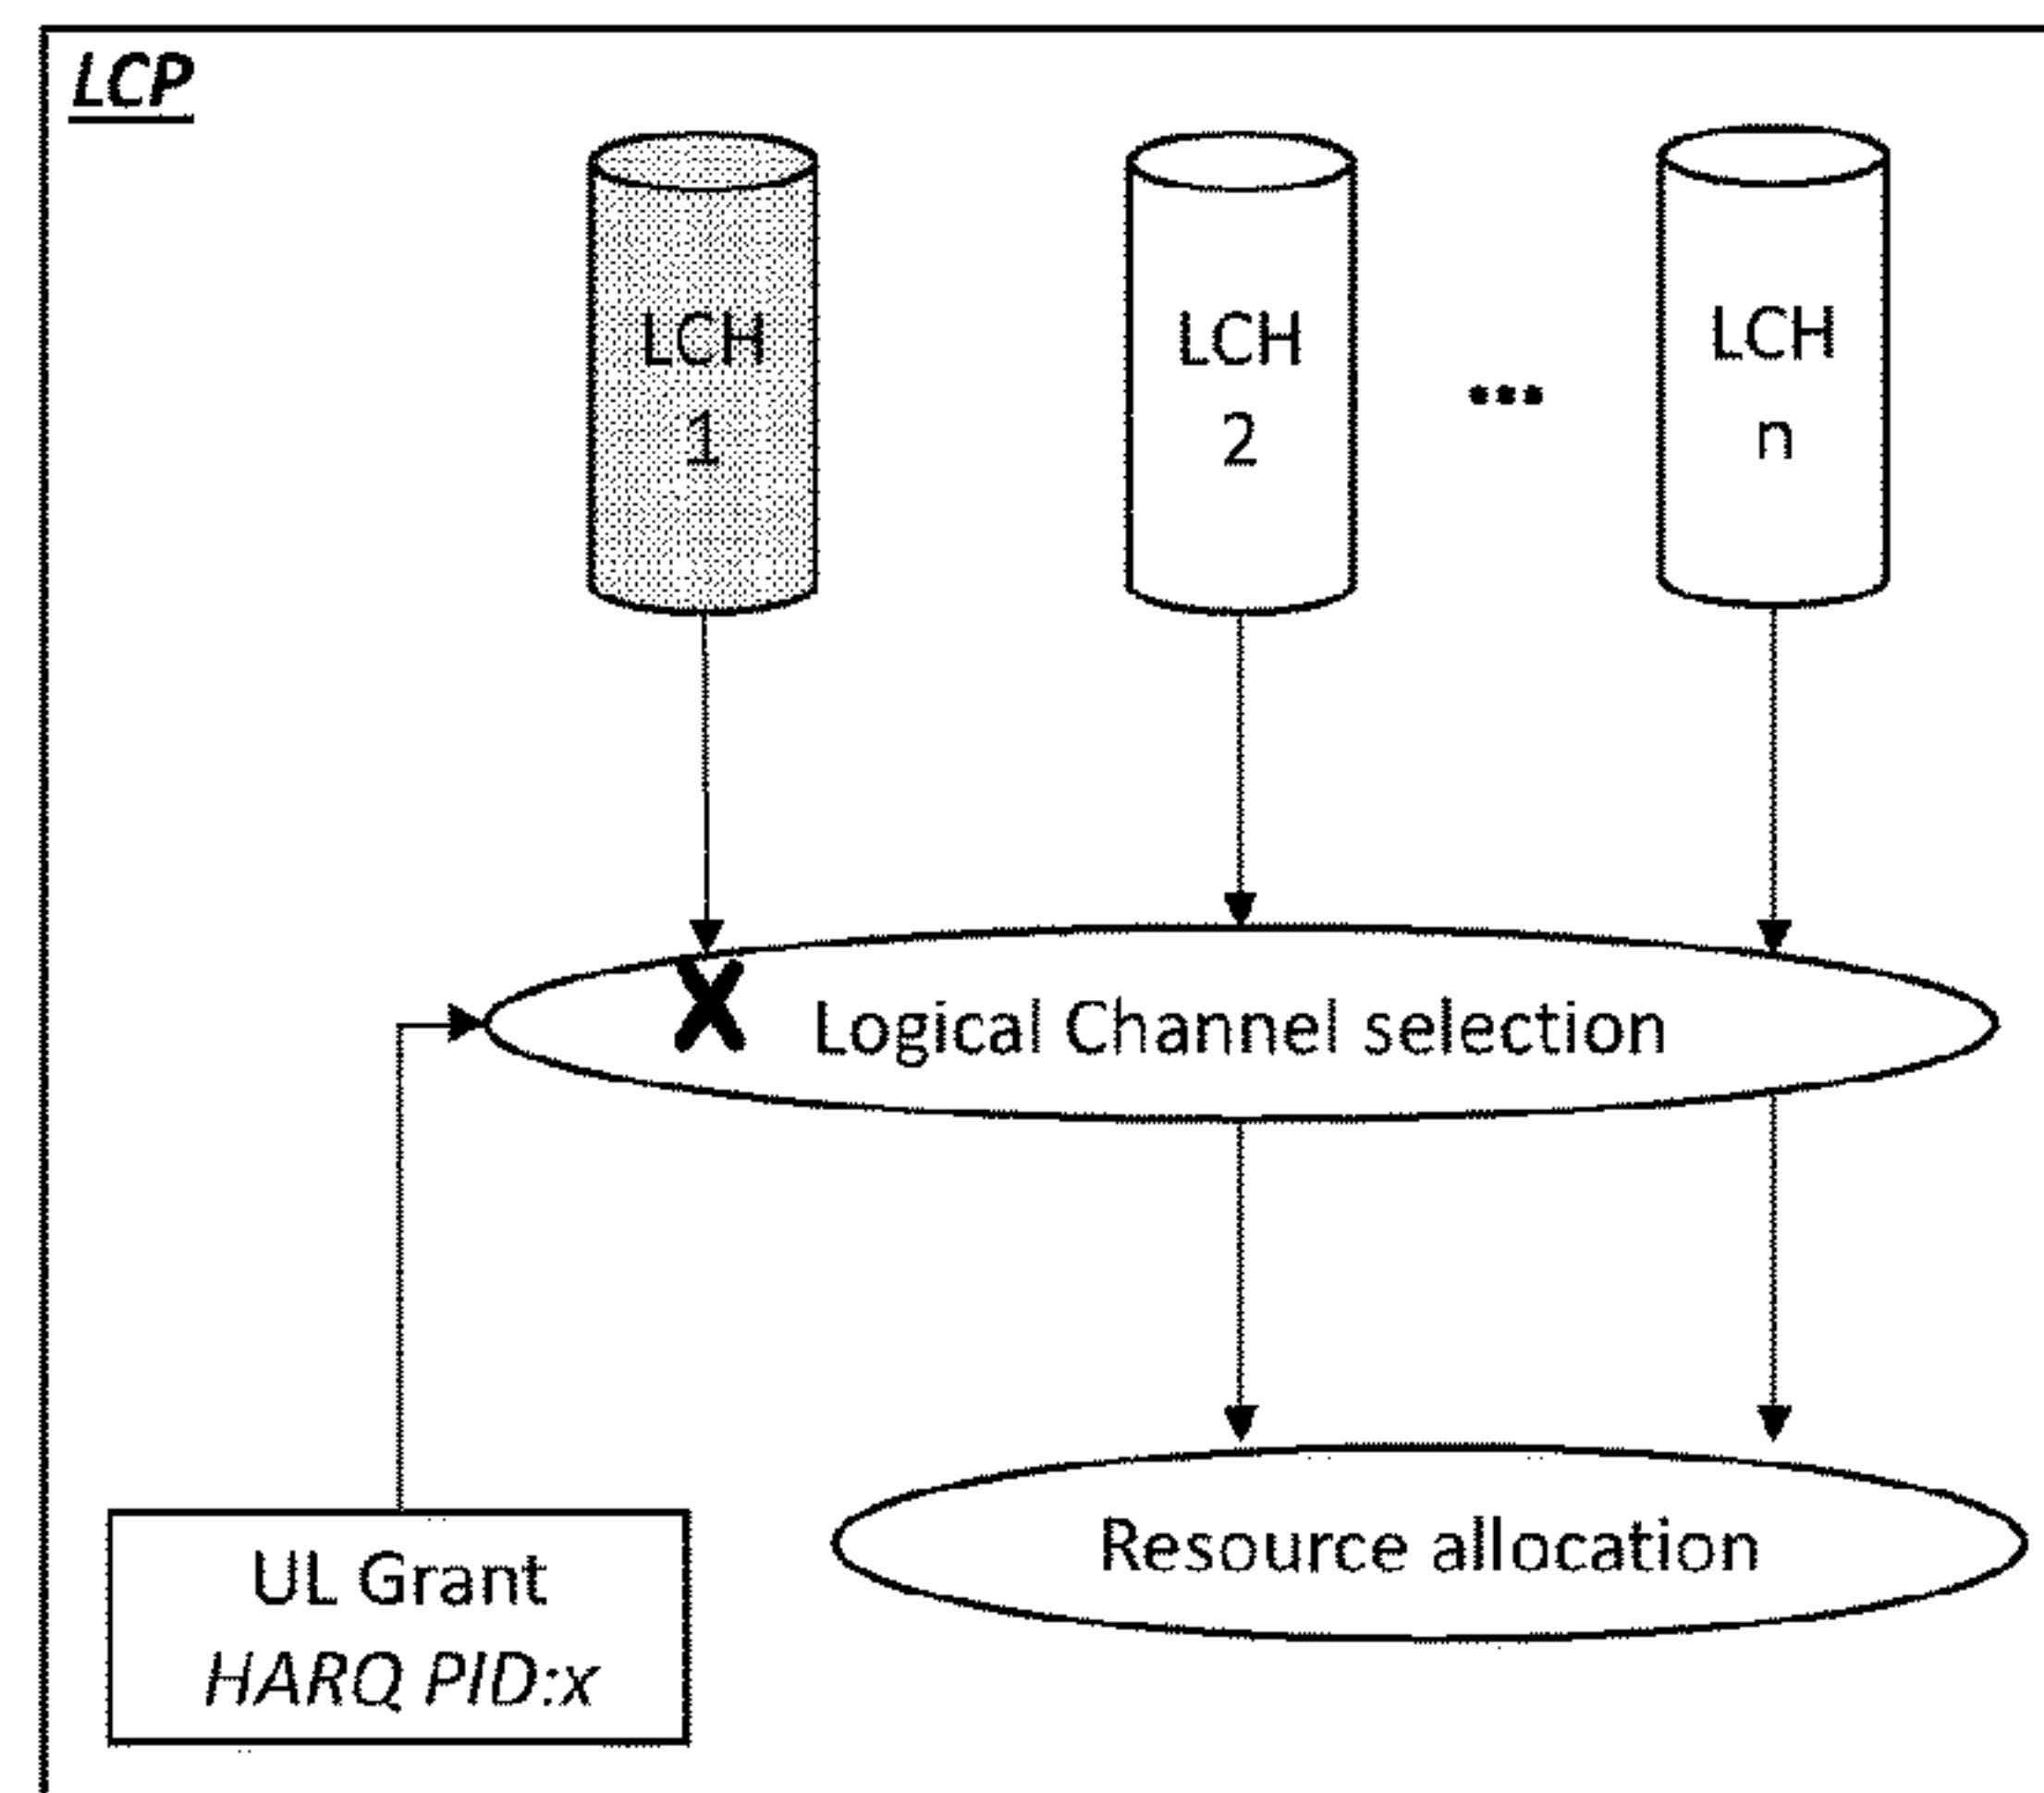 LCP
LCH
1
LCH
2
...
LCH
n
X
Logical Channel selection
Resource allocation
UL Grant
HARQ PID:x